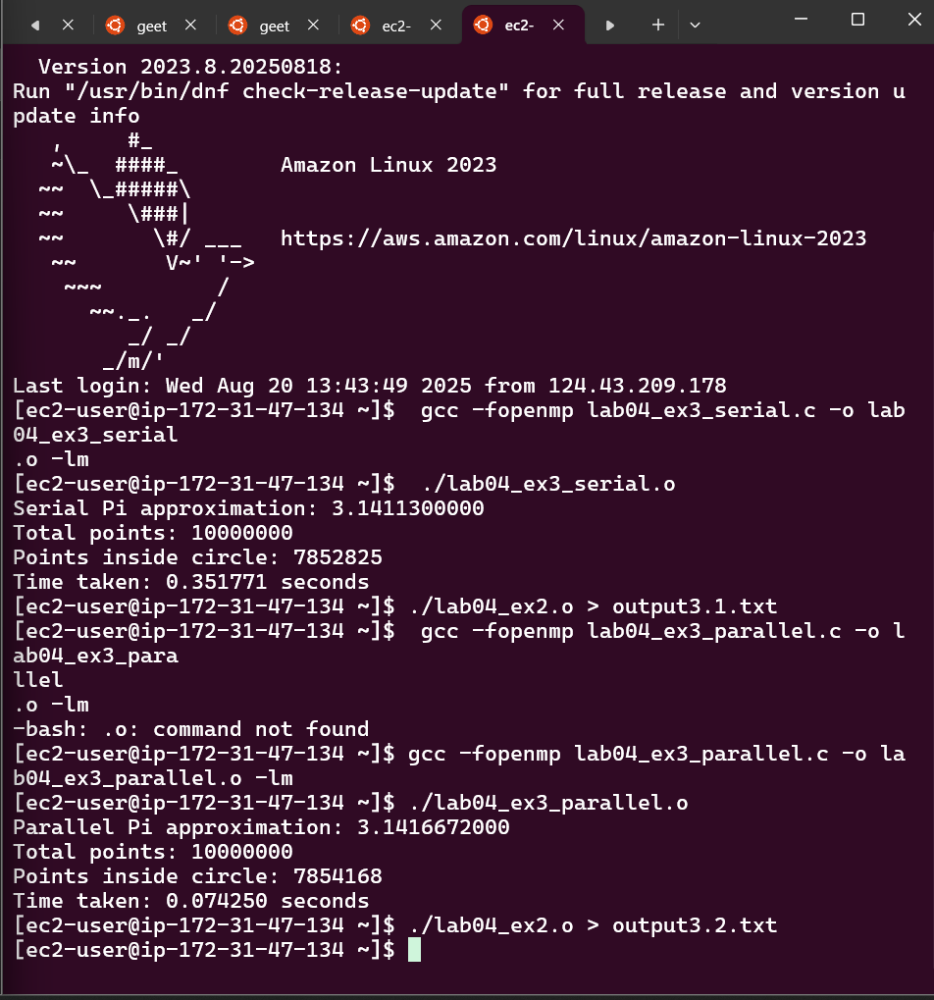 geet
geet
ec2-
ec2-
  Version 2023.8.20250818:
Run "/usr/bin/dnf check-release-update" for full release and version u
pdate info
   ,     #_
   ~\_  ####_        Amazon Linux 2023
  ~~  \_#####\
  ~~     \###|
  ~~       \#/ ___   https://aws.amazon.com/linux/amazon-linux-2023
   ~~       V~' '->
    ~~~         /
      ~~._.   _/
         _/ _/
       _/m/'
Last login: Wed Aug 20 13:43:49 2025 from 124.43.209.178
[ec2-user@ip-172-31-47-134 ~]$  gcc -fopenmp lab04_ex3_serial.c -o lab
04_ex3_serial
.o -lm
[ec2-user@ip-172-31-47-134 ~]$  ./lab04_ex3_serial.o
Serial Pi approximation: 3.1411300000
Total points: 10000000
Points inside circle: 7852825
Time taken: 0.351771 seconds
[ec2-user@ip-172-31-47-134 ~]$ ./lab04_ex2.o > output3.1.txt
[ec2-user@ip-172-31-47-134 ~]$  gcc -fopenmp lab04_ex3_parallel.c -o l
ab04_ex3_para
llel
.o -lm
-bash: .o: command not found
[ec2-user@ip-172-31-47-134 ~]$ gcc -fopenmp lab04_ex3_parallel.c -o la
b04_ex3_parallel.o -lm
[ec2-user@ip-172-31-47-134 ~]$ ./lab04_ex3_parallel.o
Parallel Pi approximation: 3.1416672000
Total points: 10000000
Points inside circle: 7854168
Time taken: 0.074250 seconds
[ec2-user@ip-172-31-47-134 ~]$ ./lab04_ex2.o > output3.2.txt
[ec2-user@ip-172-31-47-134 ~]$